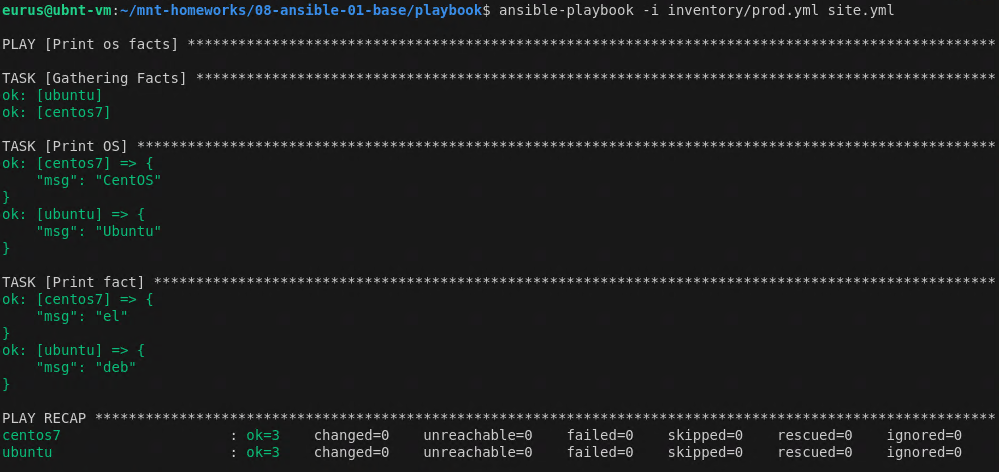 eurus@ubnt-vm:~/mnt-homeworks/08-ansible-01-base/playbook$ ansible-playbook -i inventory/prod.yml site.yml
PLAY [Print os facts] ************************************************************************************************
TASK [Gathering Facts] ***********************************************************************************************
ok: [ubuntu]
ok: [centos7]
TASK [Print OS] ******************************************************************************************************
ok: [centos7] => {
    "msg": "CentOS"
}
ok: [ubuntu] => {
    "msg": "Ubuntu"
}
TASK [Print fact] ****************************************************************************************************
ok: [centos7] => {
    "msg": "el"
}
ok: [ubuntu] => {
    "msg": "deb"
}
PLAY RECAP ***********************************************************************************************************
centos7                    : ok=3    changed=0    unreachable=0    failed=0    skipped=0    rescued=0    ignored=0
ubuntu                     : ok=3    changed=0    unreachable=0    failed=0    skipped=0    rescued=0    ignored=0